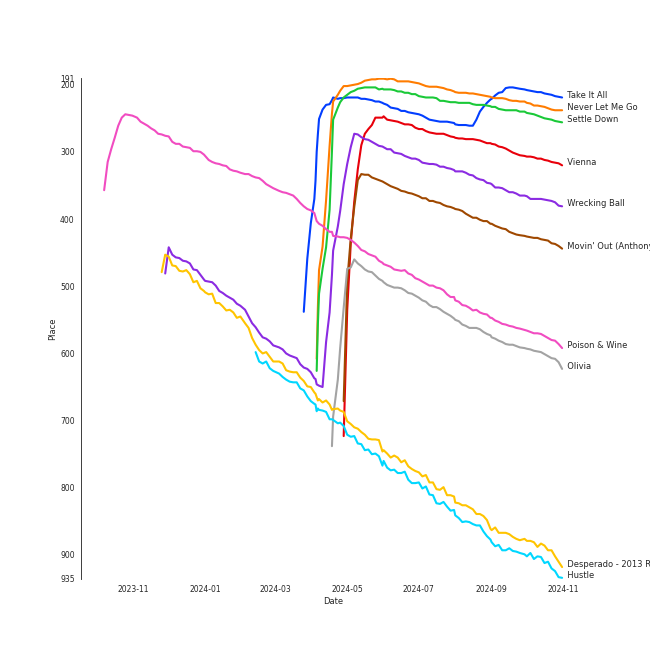 191
200
300
400
500
600
700
800
900
935
Place
2023-11
2024-01
2024-03
2024-05
2024-07
2024-09
2024-11
Date
Take It All
Never Let Me Go
Settle Down
Vienna
Wrecking Ball
Movin' Out (Anthony
Poison & Wine
Olivia
Desperado - 2013 R
Hustle